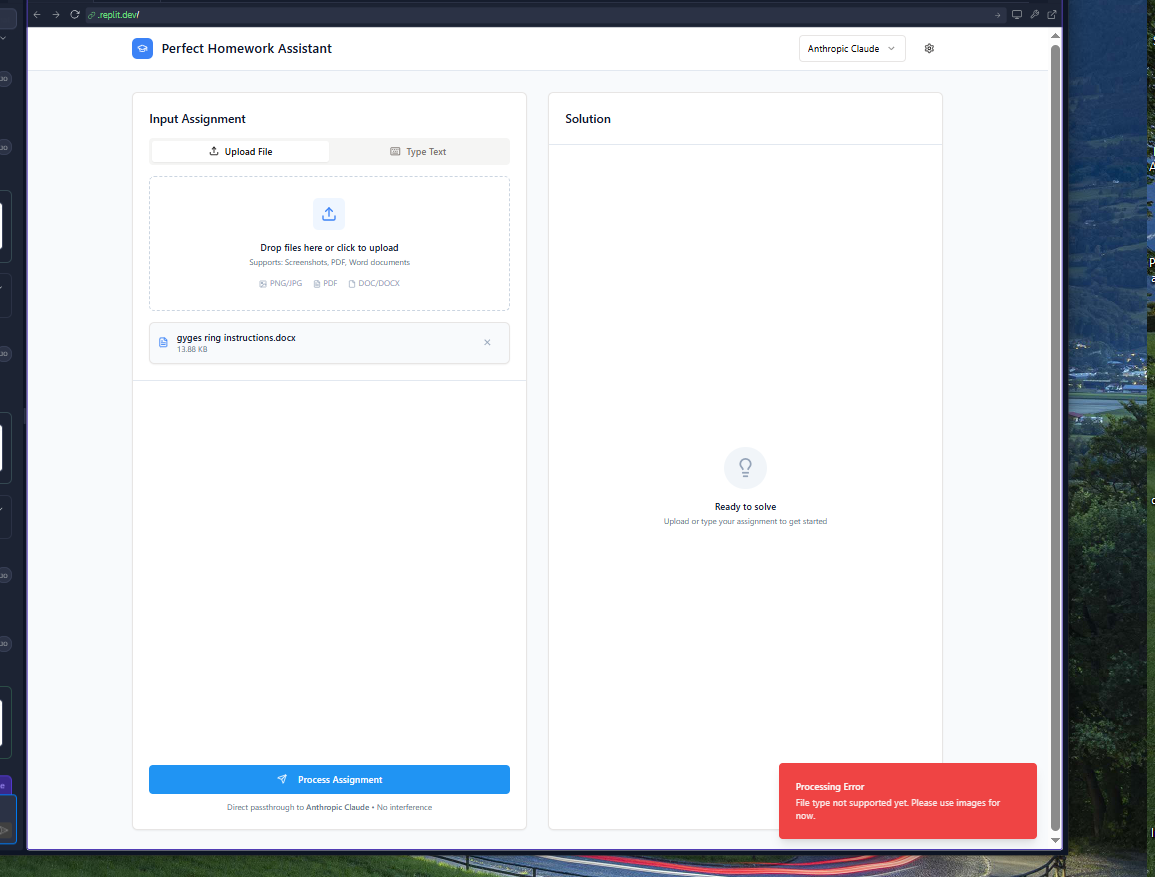 .replit.dev/
Perfect Homework Assistant
Anthropic Claude
Input Assignment
Upload File
Type Text
Drop files here or click to upload
Supports: Screenshots, PDF, Word documents
PNG/JPG
PDF
DOC/DOCX
gyges ring instructions.docx
13.88 KB
Process Assignment
Direct passthrough to Anthropic Claude • No interference
Solution
Ready to solve
Upload or type your assignment to get started
Processing Error
File type not supported yet. Please use images for
now.